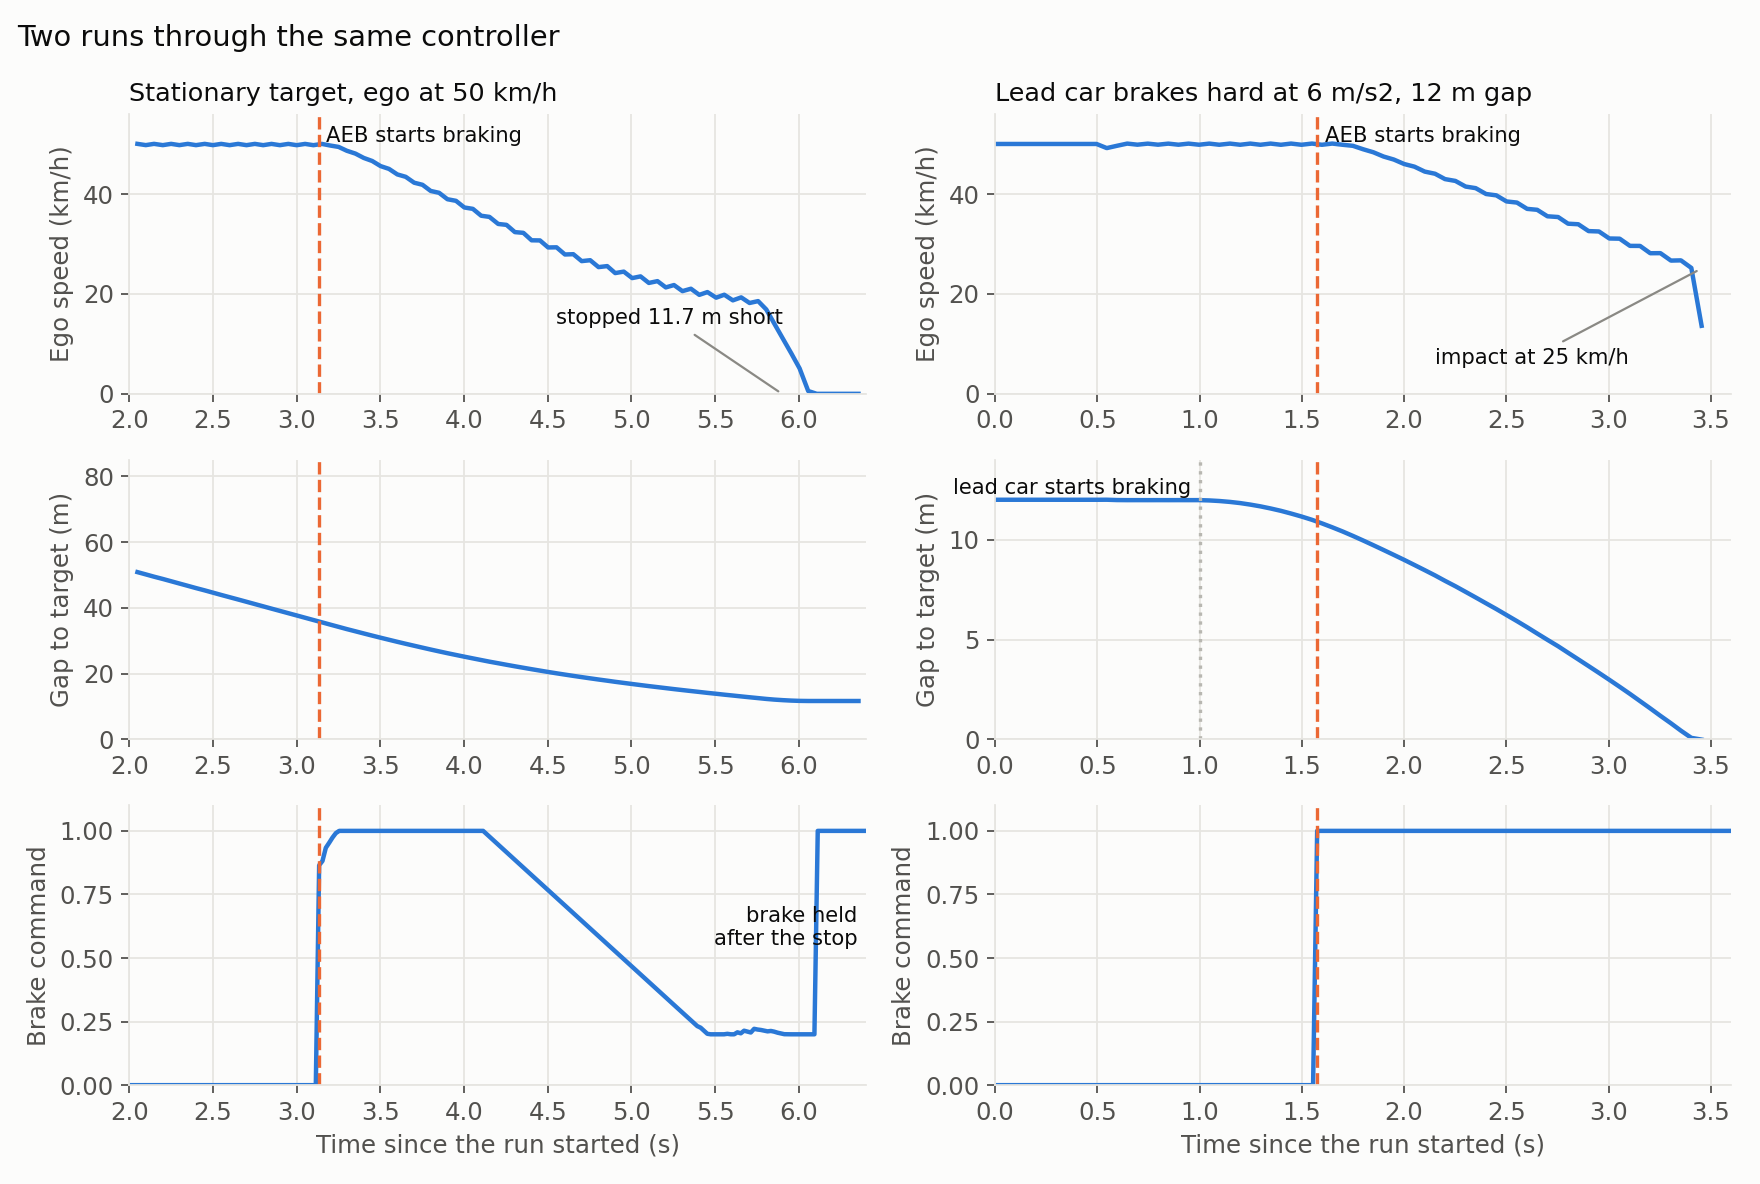 Two runs through the same controller
Stationary target, ego at 50 km/h
AEB starts braking
Ego speed (km/h)
40
20
0
stopped 11.7 m short
2.0 2.5 3.0 3.5 4.0 4.5 5.0 5.5 6.0
Lead car brakes hard at 6 m/s2, 12 m gap
AEB starts braking
Ego speed (km/h)
40
20
0
impact at 25 km/h
0.0 0.5 1.0 1.5 2.0 2.5 3.0 3.5
Gap to target (m)
80
60
40
20
0
2.0 2.5 3.0 3.5 4.0 4.5 5.0 5.5 6.0
lead car starts braking
Gap to target (m)
10
5
0
0.0 0.5 1.0 1.5 2.0 2.5 3.0 3.5
Brake command
1.00
0.75
0.50
0.25
0.00
brake held
after the stop
2.0 2.5 3.0 3.5 4.0 4.5 5.0 5.5 6.0
Time since the run started (s)
Brake command
1.00
0.75
0.50
0.25
0.00
0.0 0.5 1.0 1.5 2.0 2.5 3.0 3.5
Time since the run started (s)